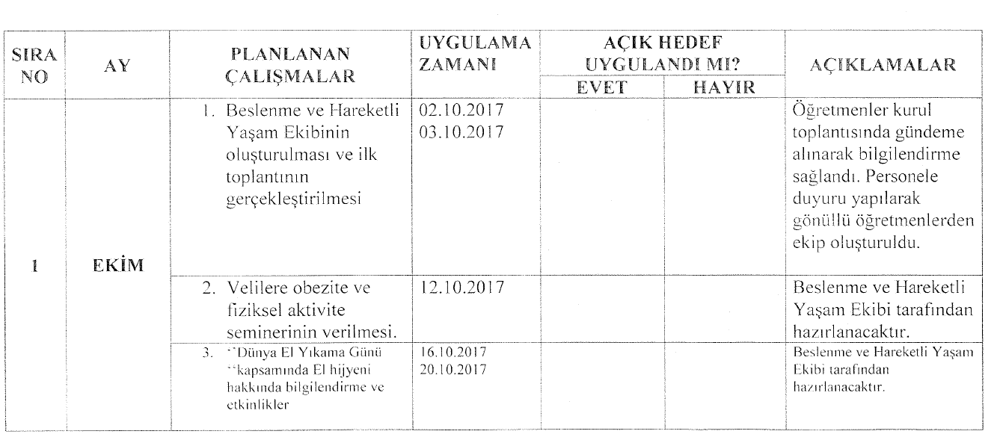 SIRA NO
AY
PLANLANAN ÇALIŞMALAR
UYGULAMA ZAMANI
AÇIK HEDEF UYGULANDI MI?
EVET
HAYIR
AÇIKLAMALAR
1
EKİM
1. Beslenme ve Hareketli
Yaşam Ekibinin
oluşturulması ve ilk
toplantının
gerçekleştirilmesi
02.10.2017
03.10.2017
Öğretmenler kurul
toplantısında gündeme
alınarak bilgilendirme
sağlandı. Personele
duyuru yapılarak
gönüllü öğretmenlerden
ekip oluşturuldu.
2. Velilere obezite ve
fiziksel aktivite
seminerinin verilmesi.
12.10.2017
Beslenme ve Hareketli
Yaşam Ekibi tarafından
hazırlanacaktır.
3. ``Dünya El Yıkama Günü
``kapsamında El hijyeni
hakkında bilgilendirme ve
etkinlikler
16.10.2017
20.10.2017
Beslenme ve Hareketli Yaşam
Ekibi tarafından
hazırlanacaktır.